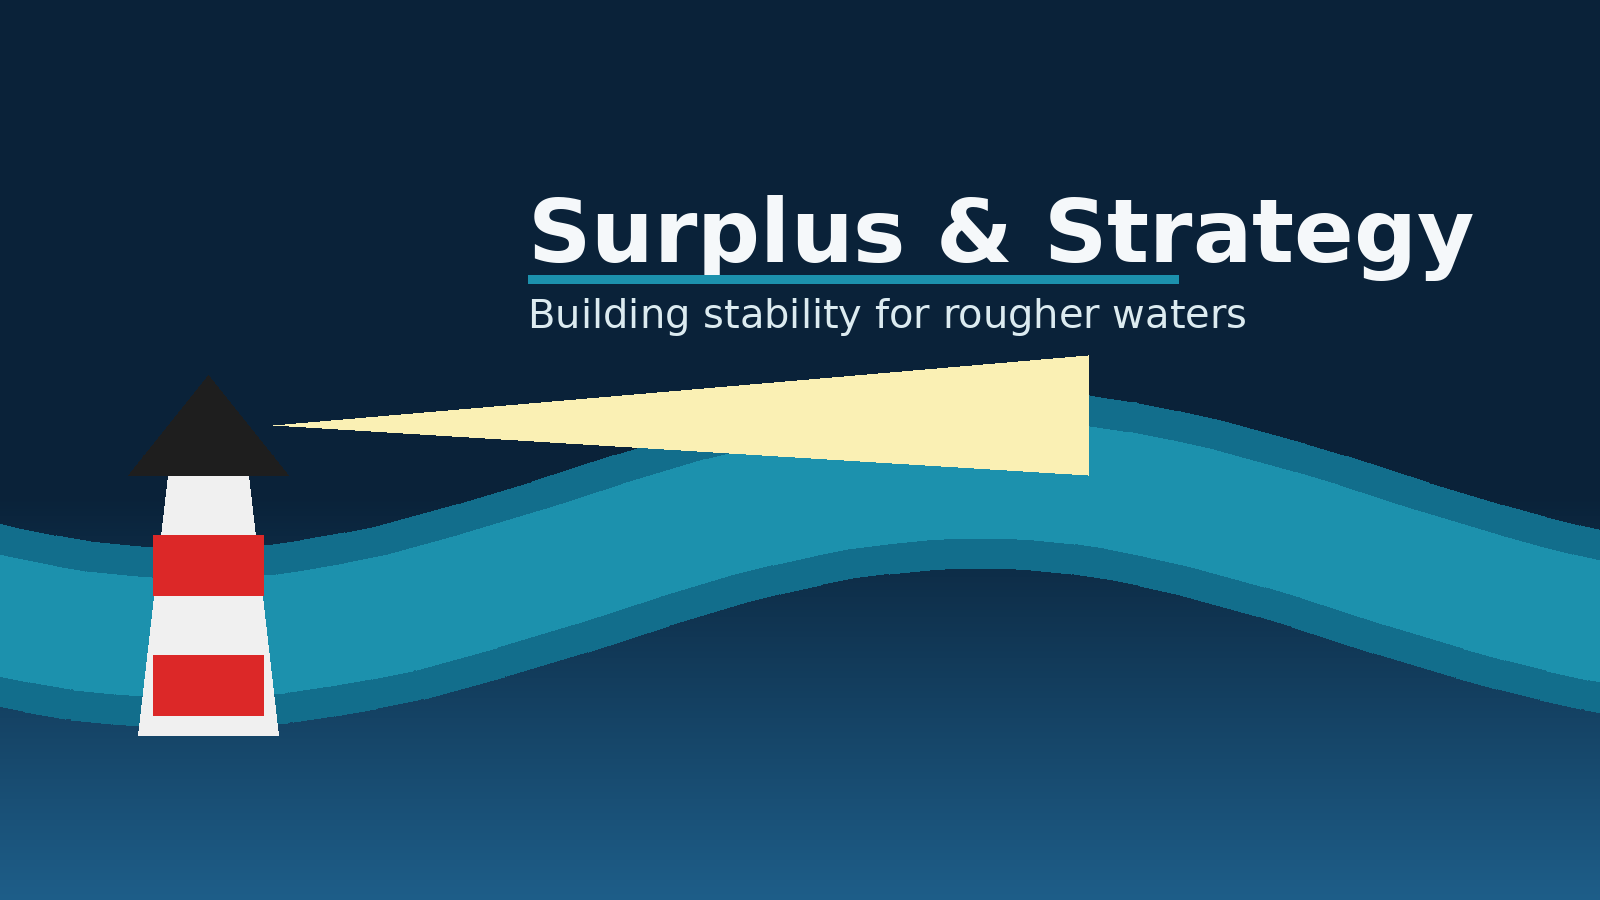 Surplus & Strategy
Building stability for rougher waters